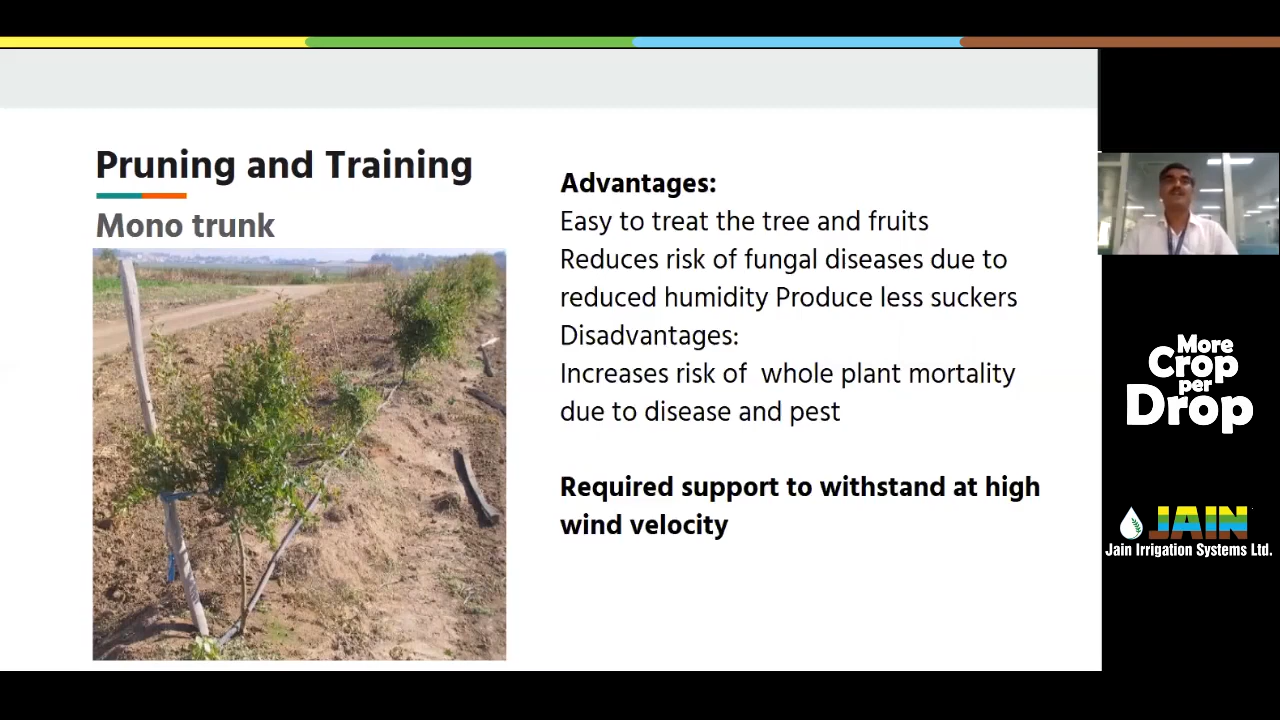 Pruning and Training
Mono trunk
Advantages:
Easy to treat the tree and fruits
Reduces risk of fungal diseases due to
reduced humidity Produce less suckers
Disadvantages:
Increases risk of  whole plant mortality
due to disease and pest
Required support to withstand at high
wind velocity
More
Crop
per
Drop
JAIN
Jain Irrigation Systems Ltd.